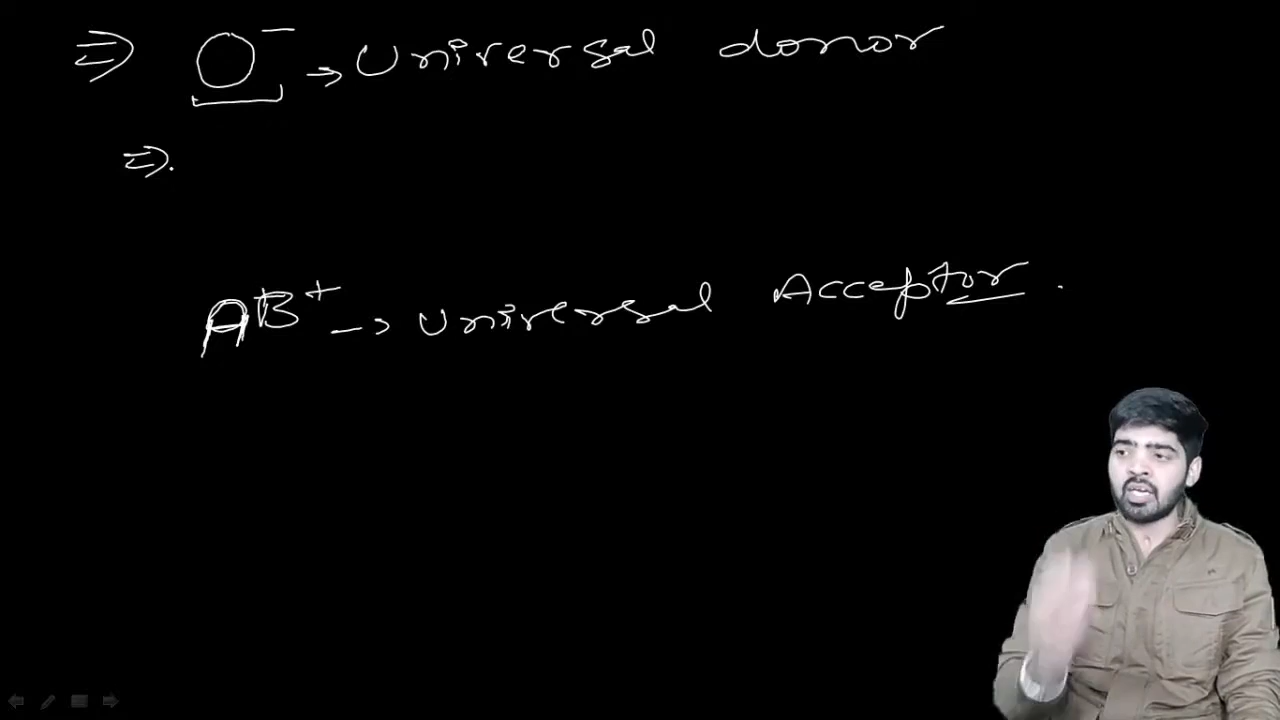 ⇒ O⁻ → Universal donor
⇒.
AB⁺ → Universal Acceptor.